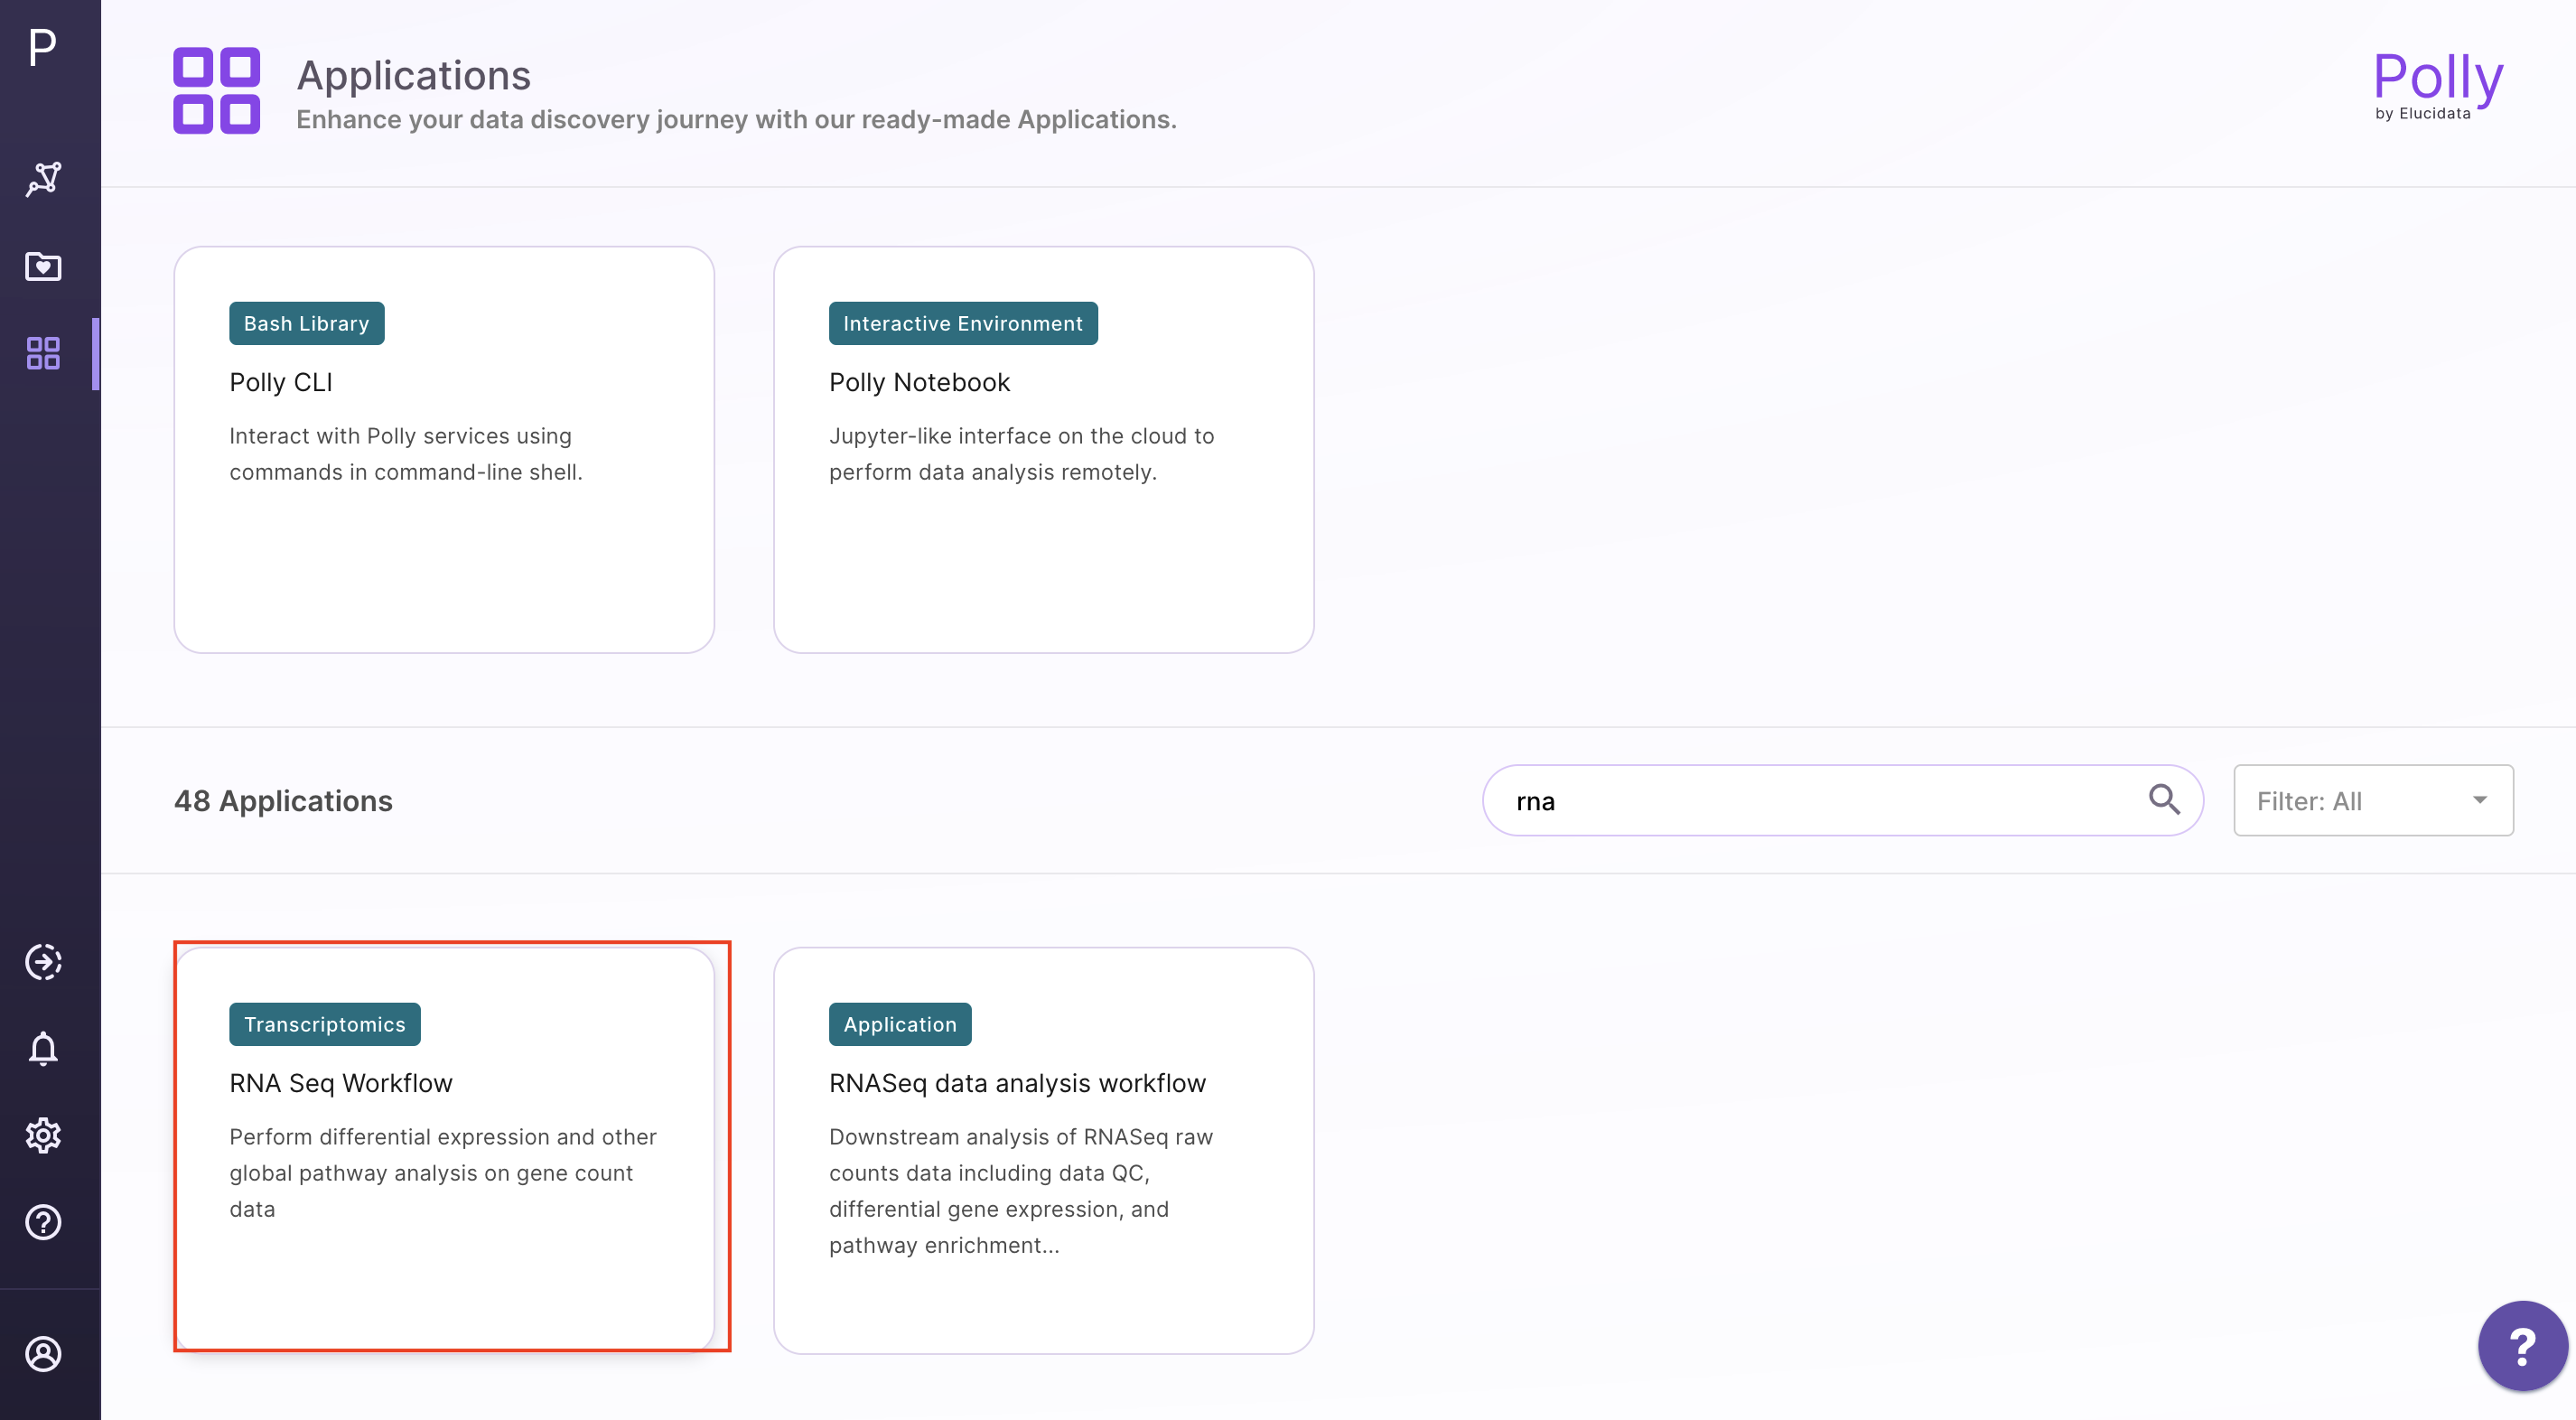 P
Applications
Enhance your data discovery journey with our ready-made Applications.
Polly
by Elucidata
Bash Library
Polly CLI
Interact with Polly services using
commands in command-line shell.
Interactive Environment
Polly Notebook
Jupyter-like interface on the cloud to
perform data analysis remotely.
48 Applications
rna
Filter: All
Transcriptomics
RNA Seq Workflow
Perform differential expression and other
global pathway analysis on gene count
data
Application
RNASeq data analysis workflow
Downstream analysis of RNASeq raw
counts data including data QC,
differential gene expression, and
pathway enrichment...
?
?